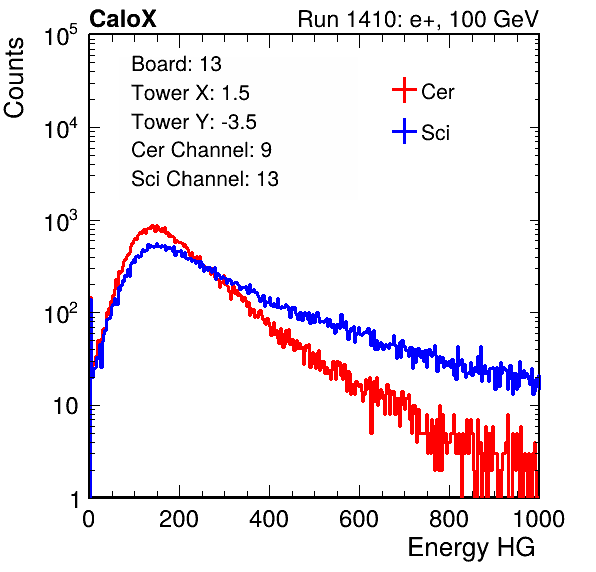 CaloX Run 1410: e+, 100 GeV
Board: 13
Tower X: 1.5
Tower Y: -3.5
Cer Channel: 9
Sci Channel: 13
Cer
Sci
Counts
10^5
10^4
10^3
10^2
10
1
0 200 400 600 800 1000
Energy HG